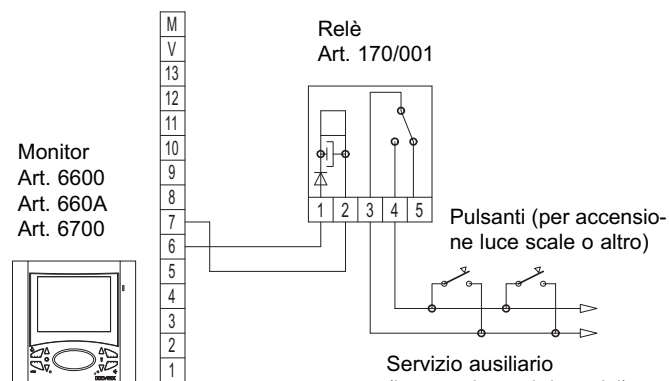 Monitor
Art. 6600
Art. 660A
Art. 6700
M
V
13
12
11
10
9
8
7
6
5
4
3
2
1
Relè
Art. 170/001
1 2 3 4 5
Pulsanti (per accensio-
ne luce scale o altro)
Servizio ausiliario